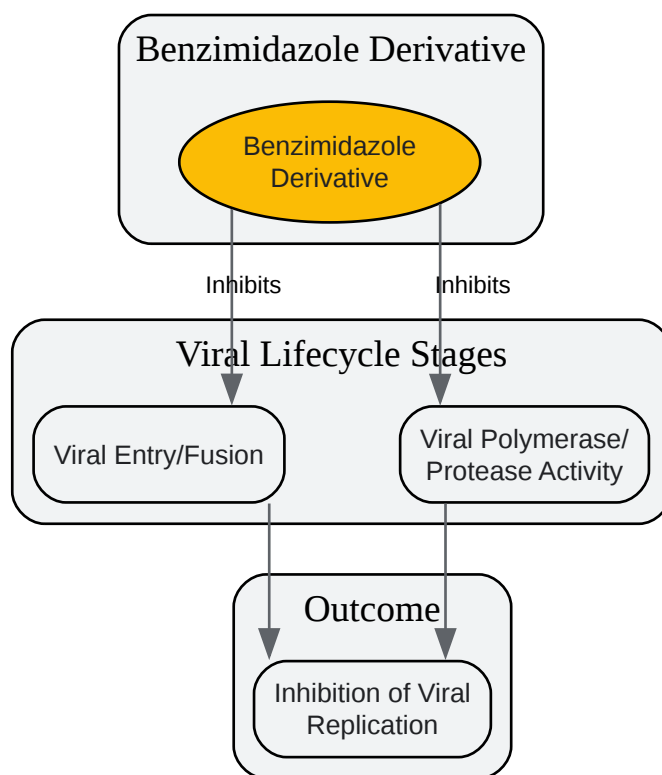 Benzimidazole Derivative
Benzimidazole
Derivative
Inhibits
Inhibits
Viral Lifecycle Stages
Viral Entry/Fusion
Viral Polymerase/
Protease Activity
Outcome
Inhibition of Viral
Replication